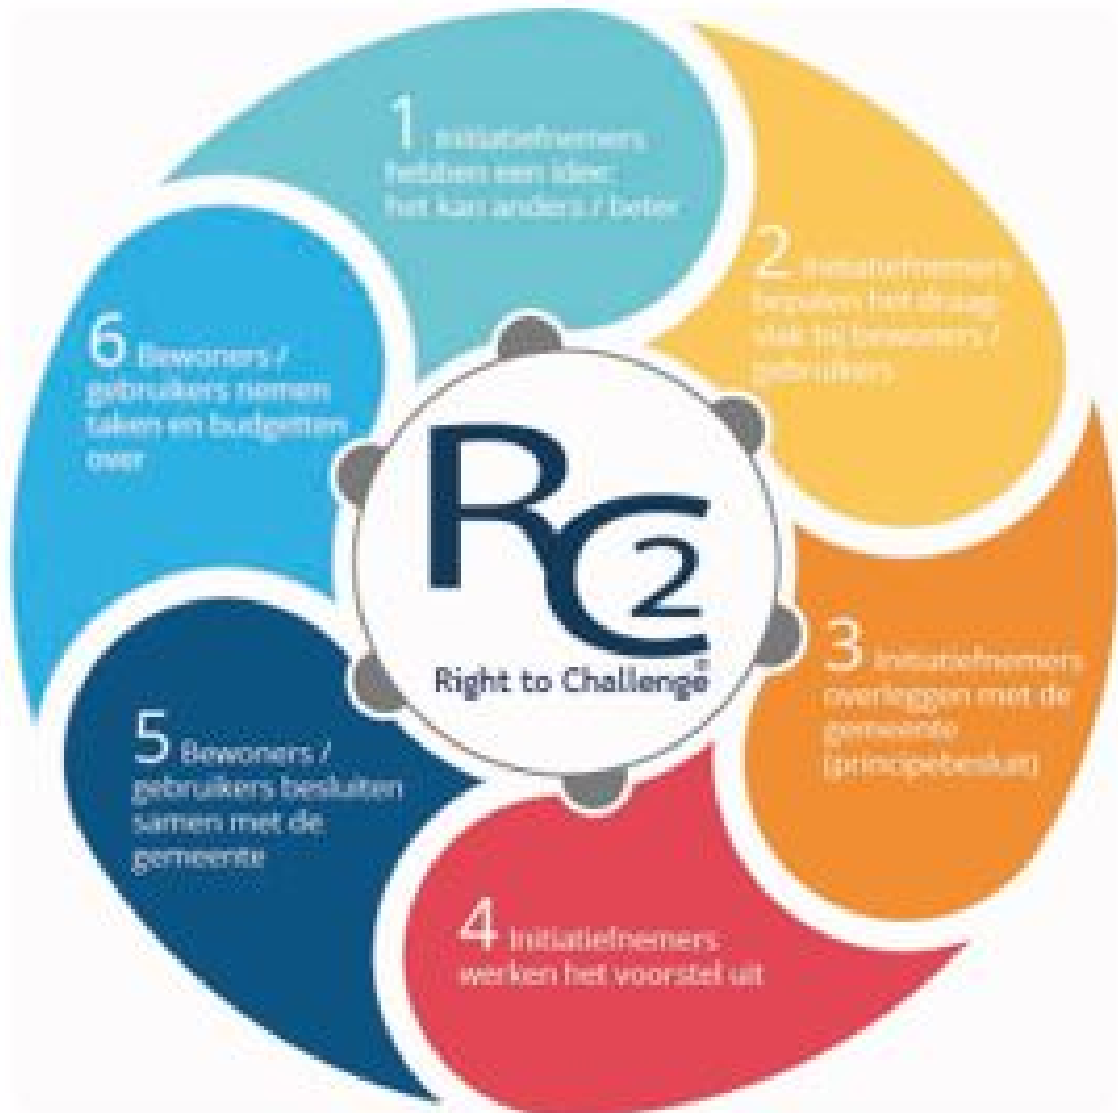 1 Initiatiefnemers
hebben een idee:
het kan anders / beter
2 Initiatiefnemers
bepalen het draag-
vlak bij bewoners /
gebruikers
3 Initiatiefnemers
overleggen met de
gemeente
(principebesluit)
4 Initiatiefnemers
werken het voorstel uit
5 Bewoners /
gebruikers besluiten
samen met de
gemeente
6 Bewoners /
gebruikers nemen
taken en budgetten
over
RC2
Right to Challenge